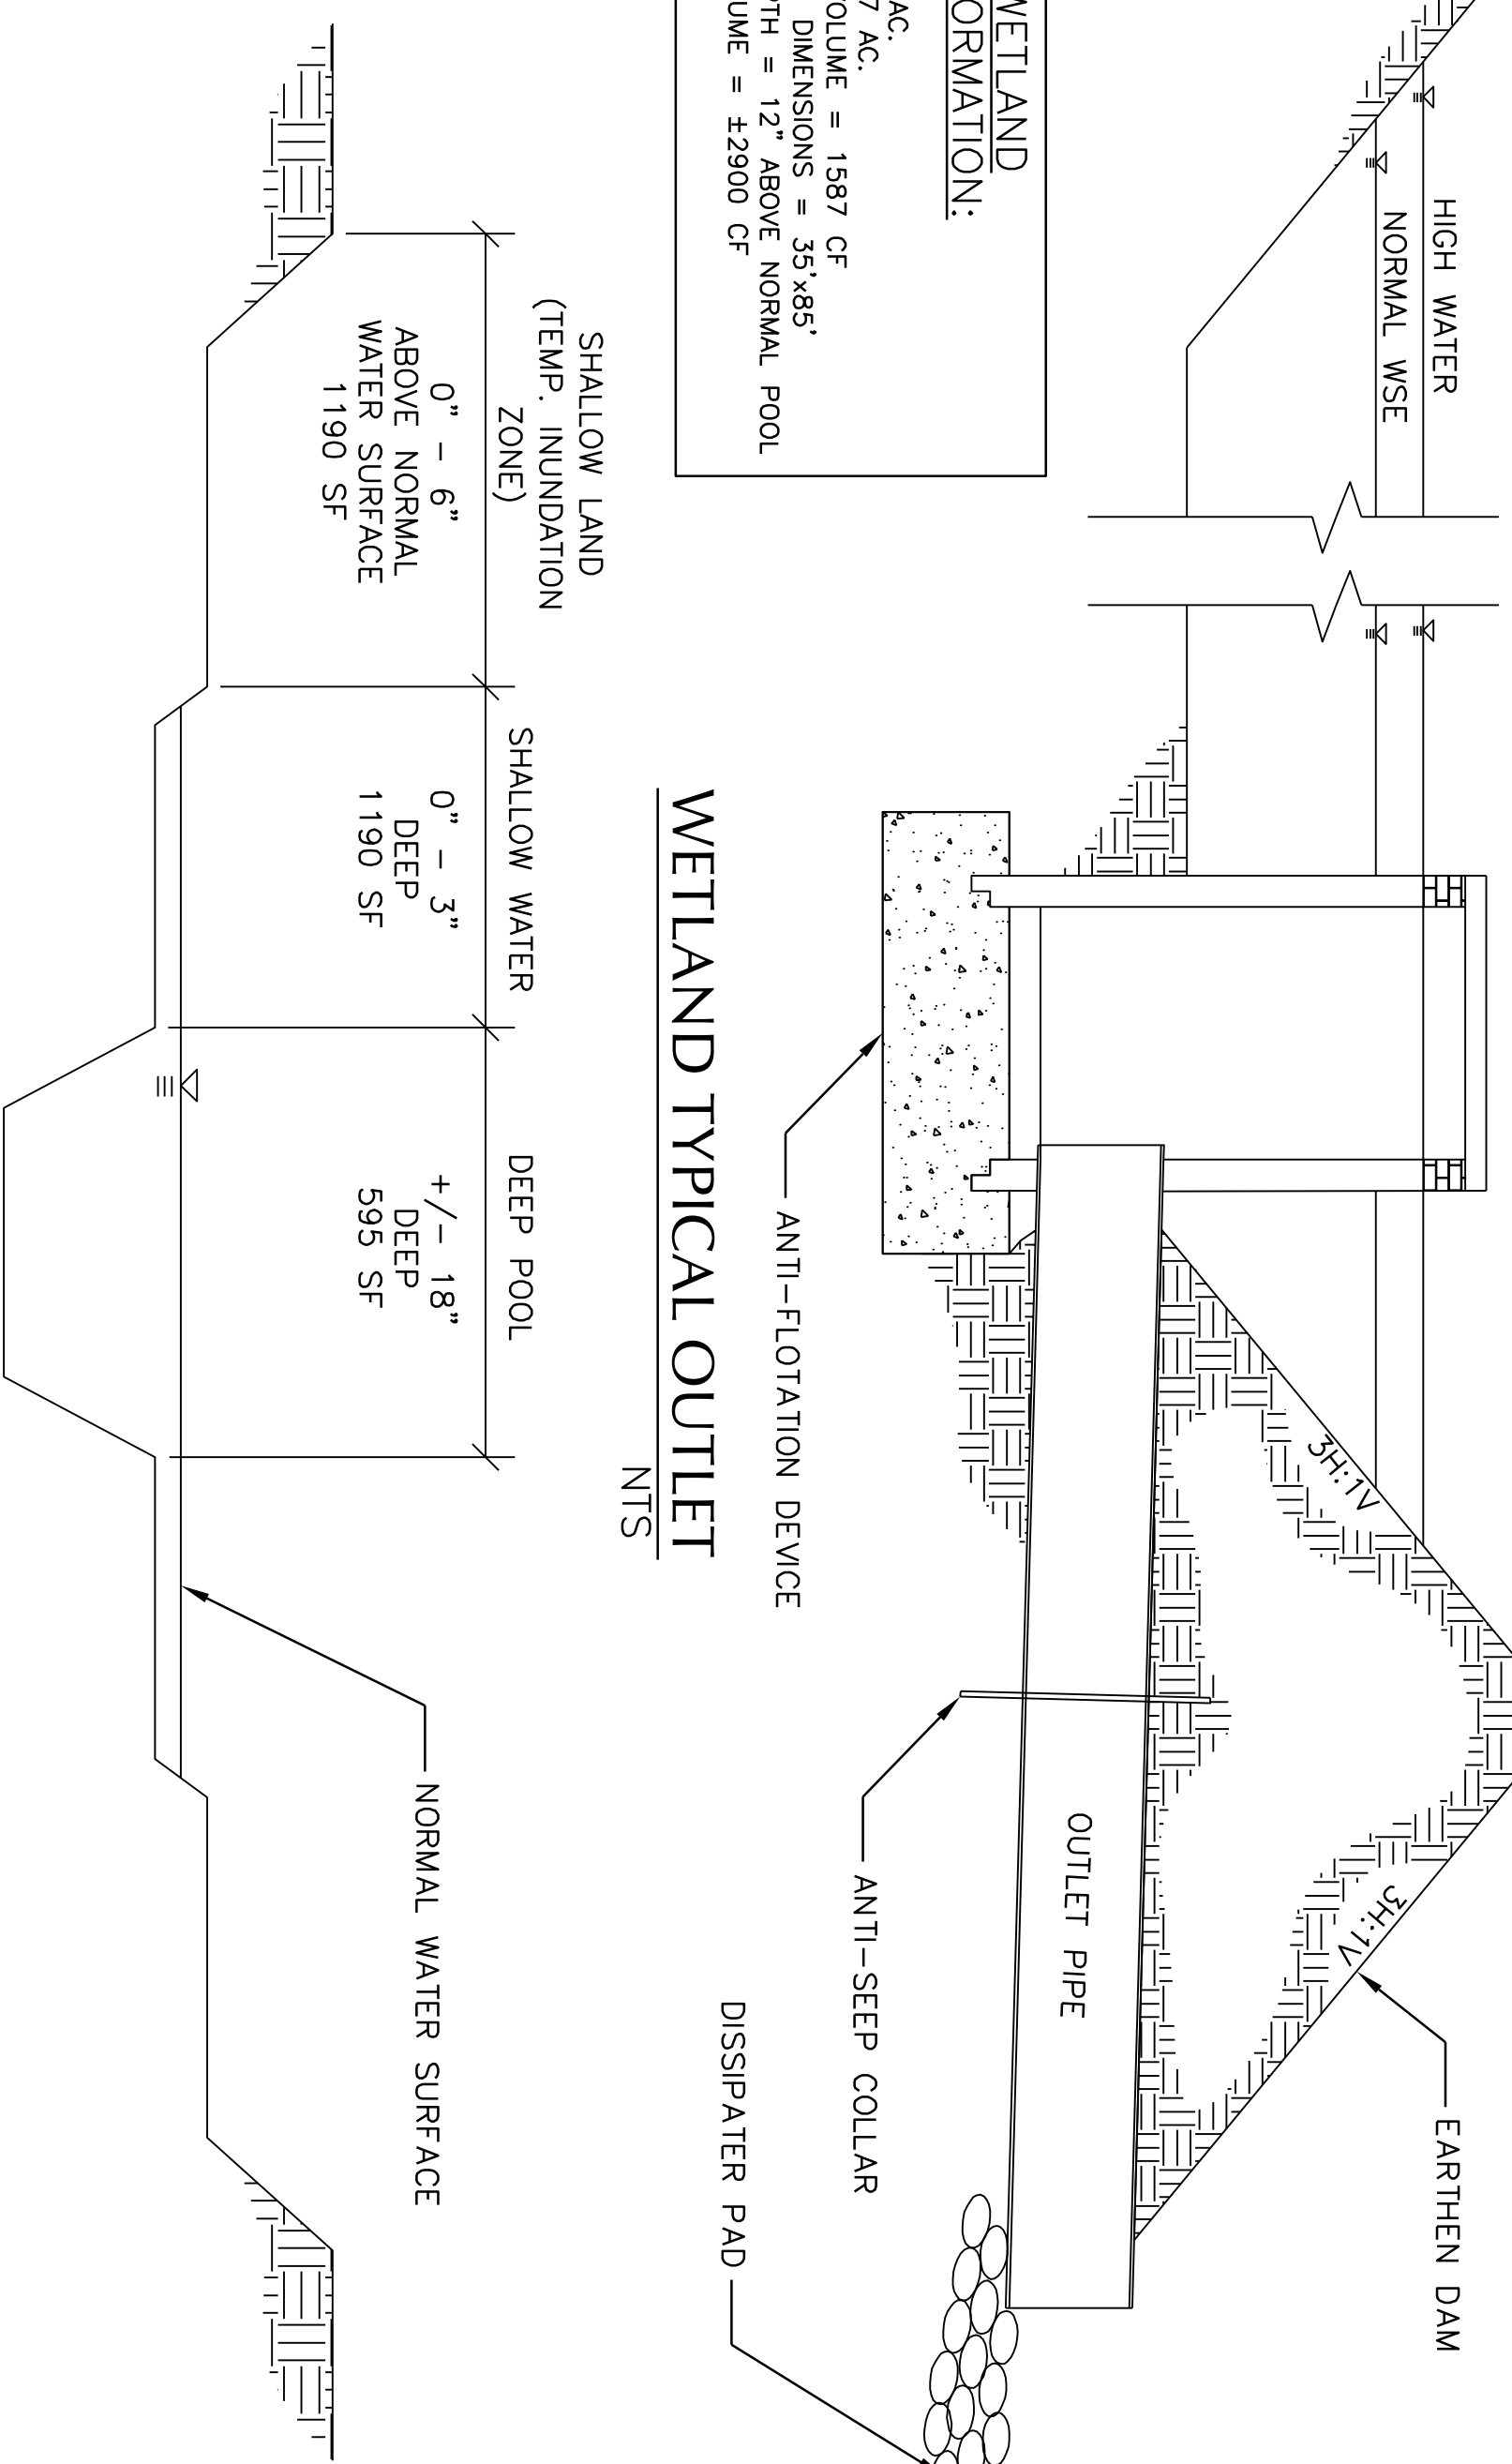 HIGH WATER
NORMAL WSE
WETLAND
ORMATION:
AC.
7 AC.
OLUME = 1587 CF
DIMENSIONS = 35'x85'
PTH = 12" ABOVE NORMAL POOL
UME = ±2900 CF
3H:1V
3H:1V
EARTHEN DAM
OUTLET PIPE
ANTI-SEEP COLLAR
ANTI-FLOTATION DEVICE
DISSIPATER PAD
WETLAND TYPICAL OUTLET
NTS
SHALLOW LAND
(TEMP. INUNDATION
ZONE)
0" - 6"
ABOVE NORMAL
WATER SURFACE
1190 SF
SHALLOW WATER
0" - 3"
DEEP
1190 SF
DEEP POOL
+/- 18"
DEEP
595 SF
NORMAL WATER SURFACE